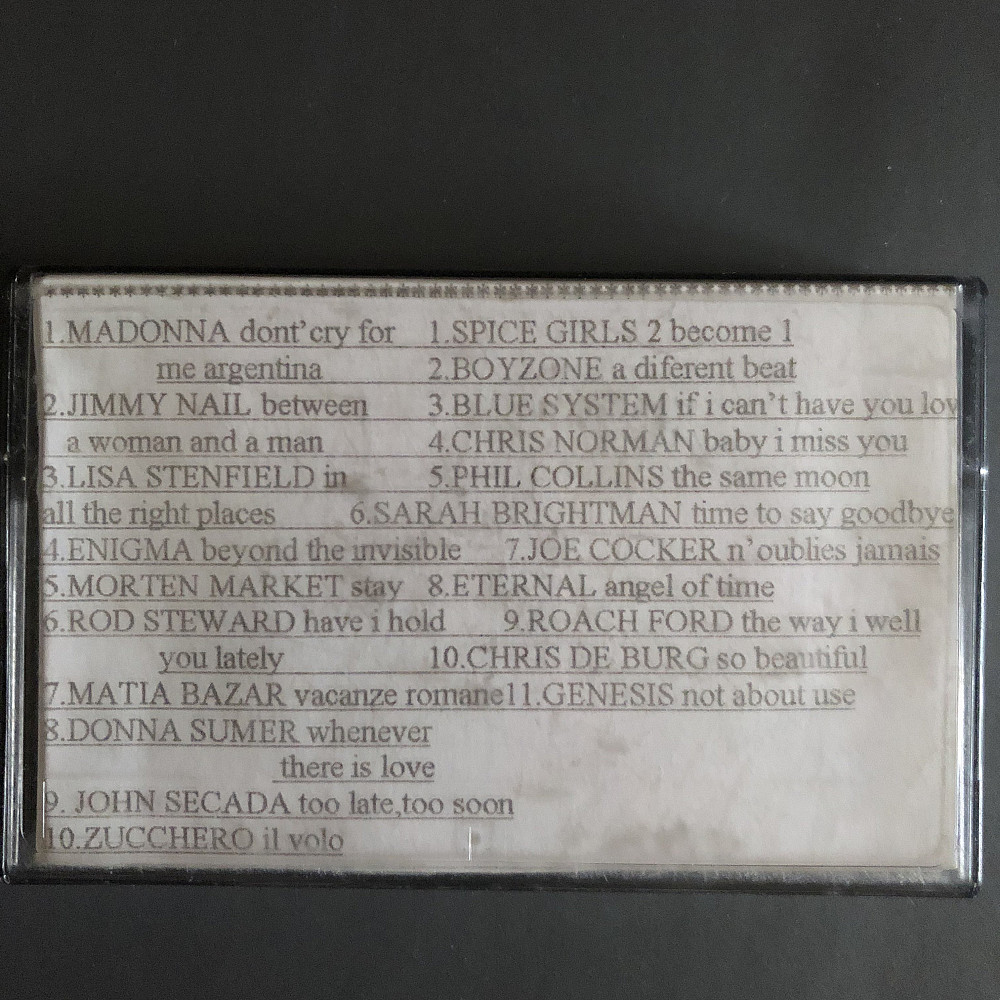 1.MADONNA dont'cry for
me argentina
2.JIMMY NAIL between
a woman and a man
3.LISA STENFIELD in
all the right places
4.ENIGMA beyond the invisible
5.MORTEN MARKET stay
6.ROD STEWARD have i hold
you lately
7.MATIA BAZAR vacanze romane
8.DONNA SUMER whenever
there is love
9. JOHN SECADA too late,too soon
10.ZUCCHERO il volo
1.SPICE GIRLS 2 become 1
2.BOYZONE a diferent beat
3.BLUE SYSTEM if i can't have you lov
4.CHRIS NORMAN baby i miss you
5.PHIL COLLINS the same moon
6.SARAH BRIGHTMAN time to say goodbye
7.JOE COCKER n'oublies jamais
8.ETERNAL angel of time
9.ROACH FORD the way i well
10.CHRIS DE BURG so beautiful
11.GENESIS not about use